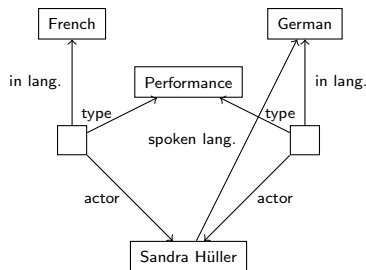 French
German
in lang.
Performance
in lang.
type
type
spoken lang.
actor
actor
Sandra Hüller